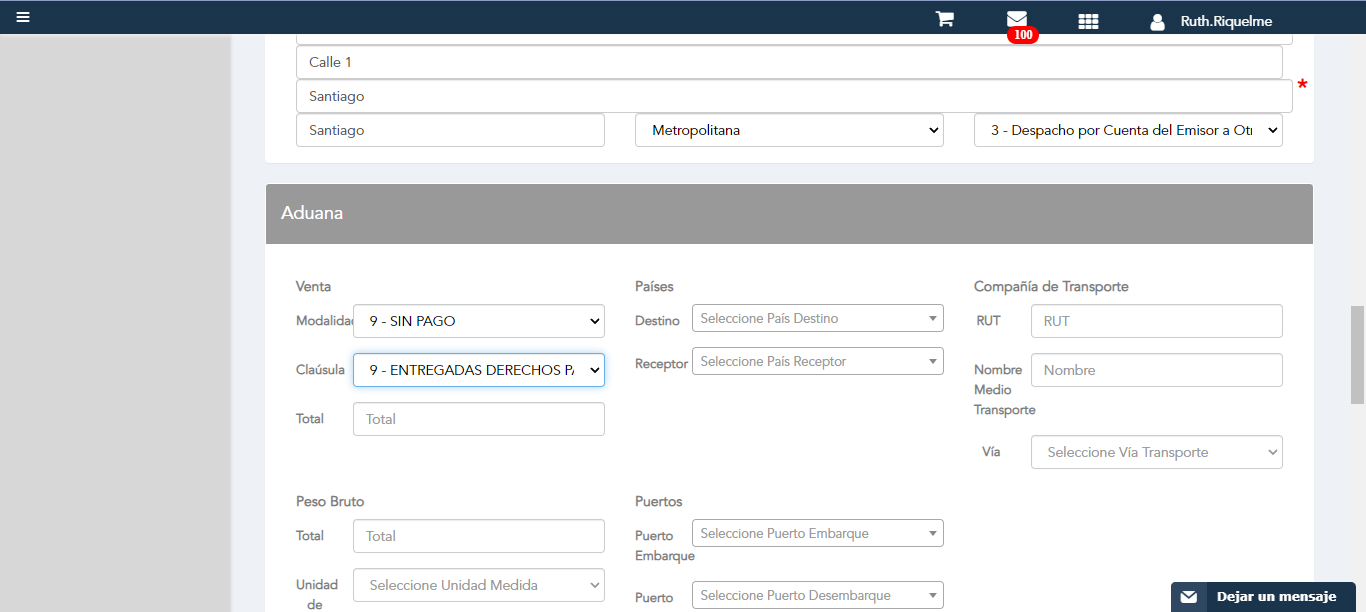 100
Ruth.Riquelme
Calle 1
Santiago
Santiago
Metropolitana
3 - Despacho por Cuenta del Emisor a Ot
Aduana
Venta
Modalidad
9 - SIN PAGO
Claúsula
9 - ENTREGADAS DERECHOS PA
Total
Total
Países
Destino
Seleccione País Destino
Receptor
Seleccione País Receptor
Compañía de Transporte
RUT
RUT
Nombre
Medio
Transporte
Nombre
Vía
Seleccione Vía Transporte
Peso Bruto
Total
Total
Unidad
de
Seleccione Unidad Medida
Puertos
Puerto
Embarque
Seleccione Puerto Embarque
Puerto
Seleccione Puerto Desembarque
Dejar un mensaje